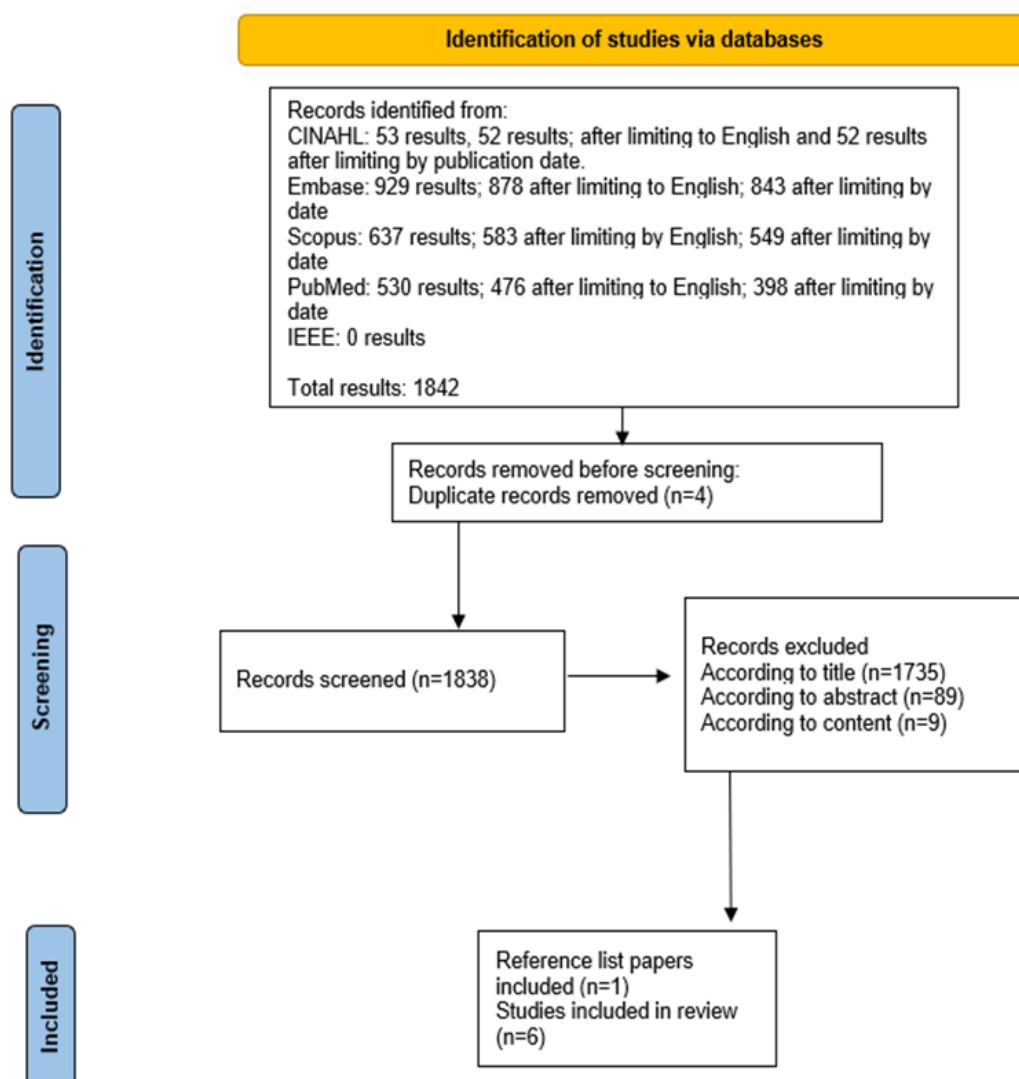 Identification of studies via databases
Identification
Records identified from:
CINAHL: 53 results, 52 results; after limiting to English and 52 results
after limiting by publication date.
Embase: 929 results; 878 after limiting to English; 843 after limiting by
date
Scopus: 637 results; 583 after limiting by English; 549 after limiting by
date
PubMed: 530 results; 476 after limiting to English; 398 after limiting by
date
IEEE: 0 results
Total results: 1842
Records removed before screening:
Duplicate records removed (n=4)
Screening
Records screened (n=1838)
Records excluded
According to title (n=1735)
According to abstract (n=89)
According to content (n=9)
Included
Reference list papers
included (n=1)
Studies included in review
(n=6)